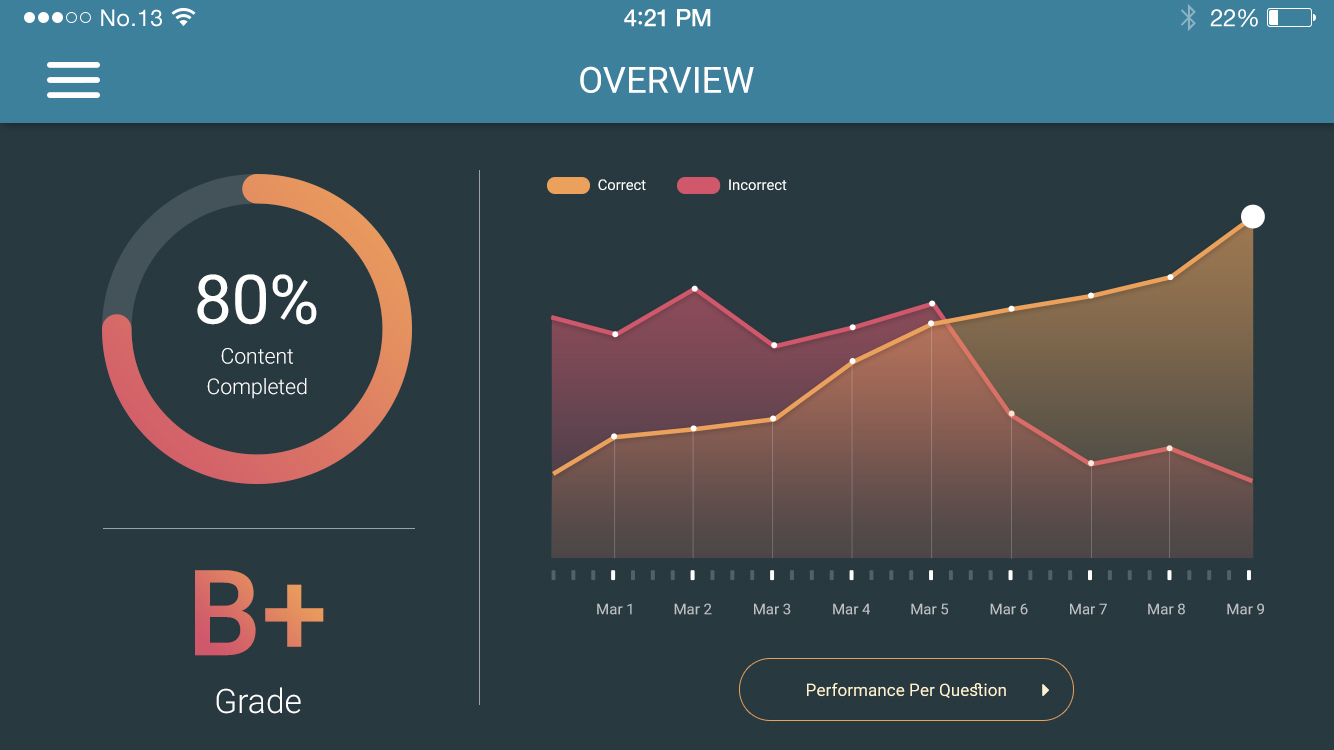 No.13
4:21 PM
22%
OVERVIEW
80%
Content
Completed
B+
Grade
Correct
Incorrect
Mar 1 Mar 2 Mar 3 Mar 4 Mar 5 Mar 6 Mar 7 Mar 8 Mar 9
Performance Per Question